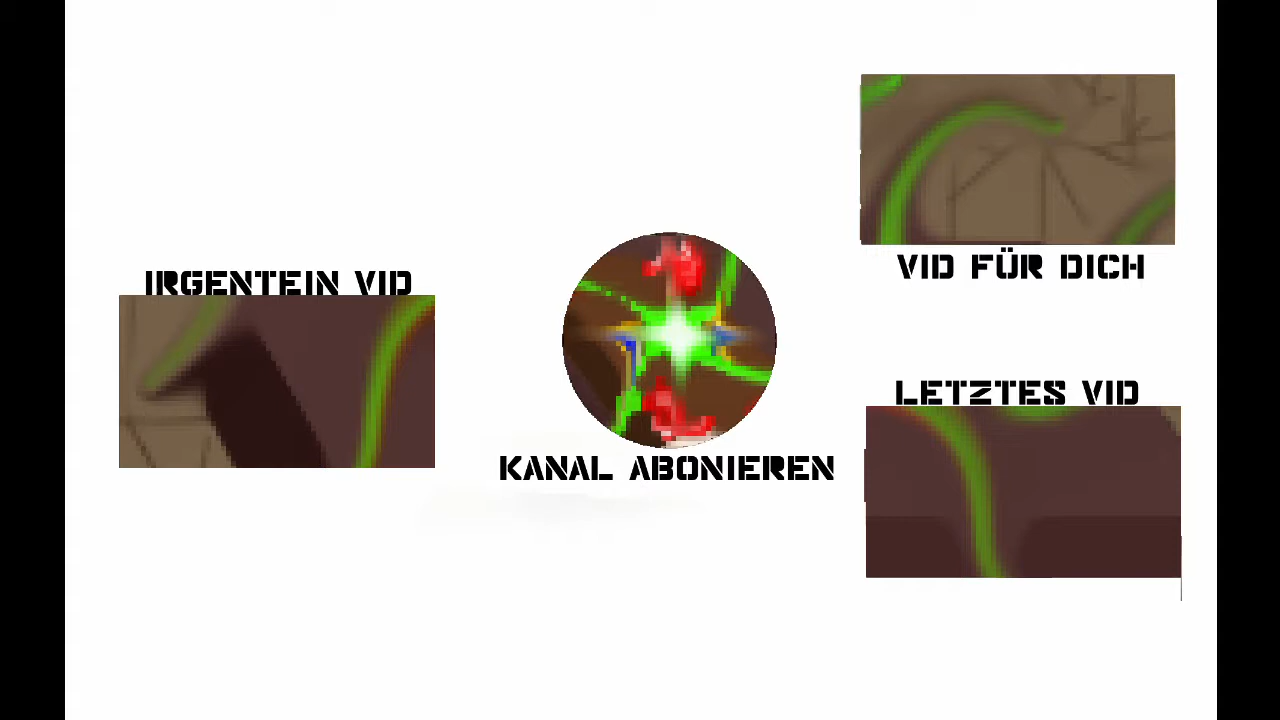 IRGENTEIN VID
KANAL ABONIEREN
VID FÜR DICH
LETZTES VID